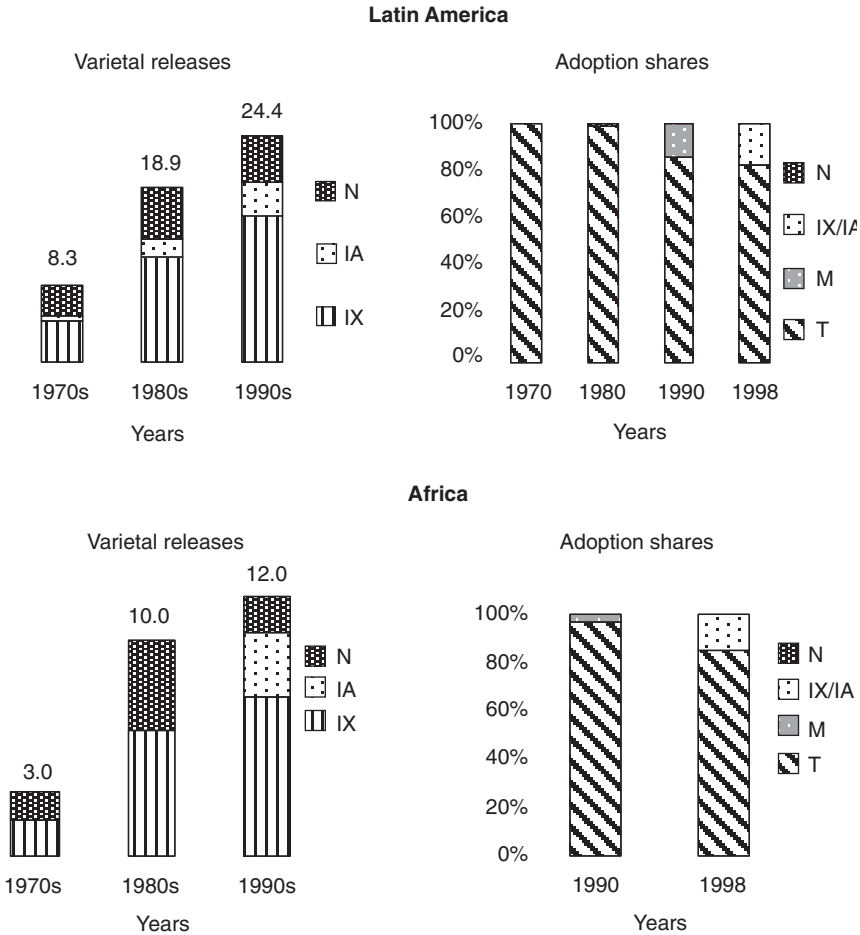 Latin America
Varietal releases
24.4
18.9
8.3
N
IA
IX
1970s 1980s 1990s
Years
Adoption shares
100%
80%
60%
40%
20%
0%
N
IX/IA
M
T
1970 1980 1990 1998
Years
Africa
Varietal releases
12.0
10.0
3.0
N
IA
IX
1970s 1980s 1990s
Years
Adoption shares
100%
80%
60%
40%
20%
0%
N
IX/IA
M
T
1990 1998
Years